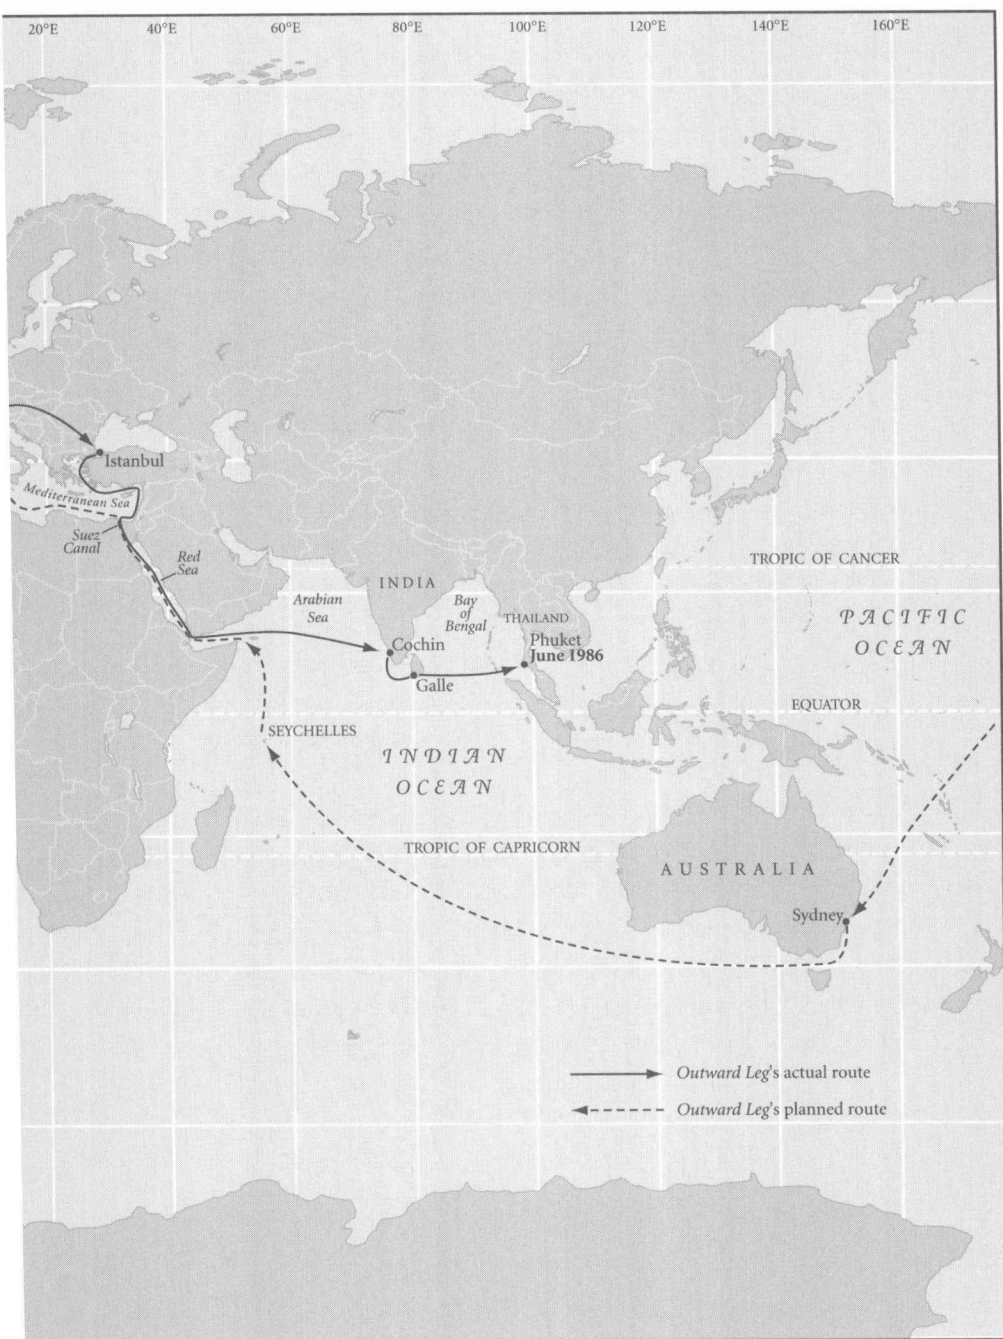 20°E 40°E 60°E 80°E 100°E 120°E 140°E 160°E
Istanbul
Mediterranean Sea
Suez
Canal
Red
Sea
TROPIC OF CANCER
INDIA
Arabian
Sea
Bay
of
Bengal
THAILAND
PACIFIC
OCEAN
Cochin
Phuket
June 1986
Galle
EQUATOR
SEYCHELLES
INDIAN
OCEAN
TROPIC OF CAPRICORN
AUSTRALIA
Sydney
Outward Leg's actual route
Outward Leg's planned route